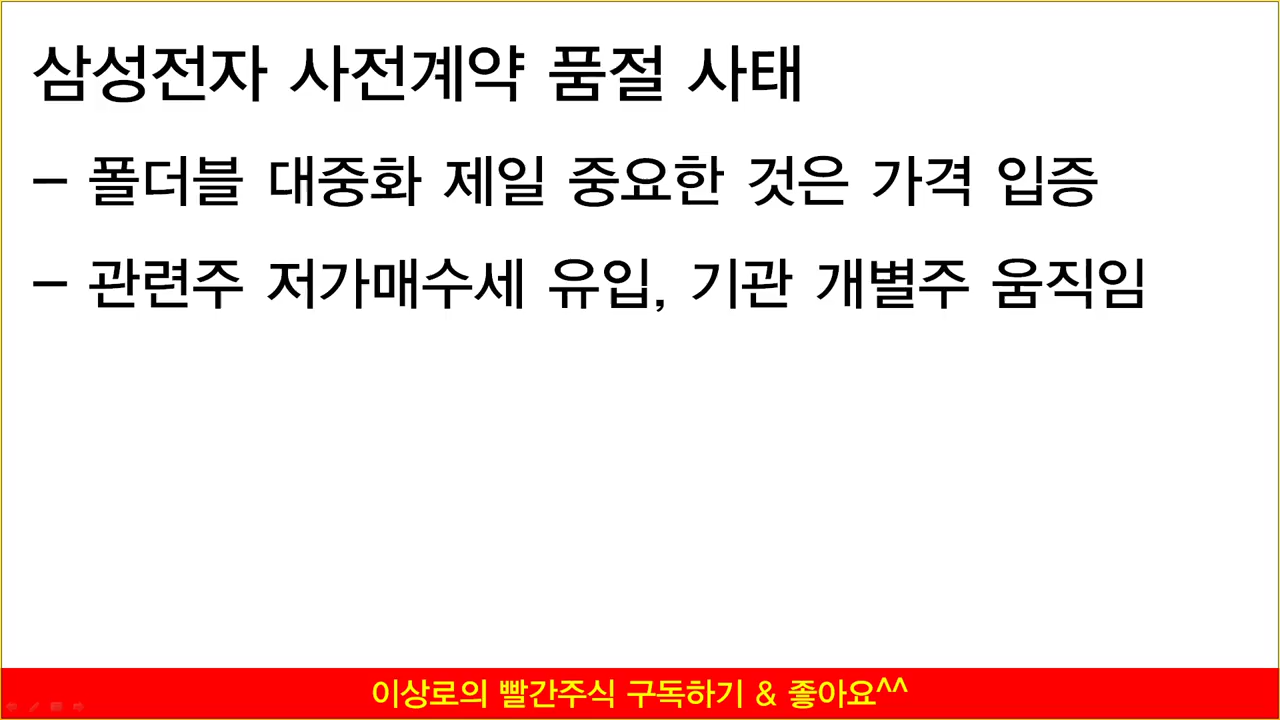 삼성전자 사전계약 품절 사태
- 폴더블 대중화 제일 중요한 것은 가격 입증
- 관련주 저가매수세 유입, 기관 개별주 움직임
이상로의 빨간주식 구독하기 & 좋아요^^